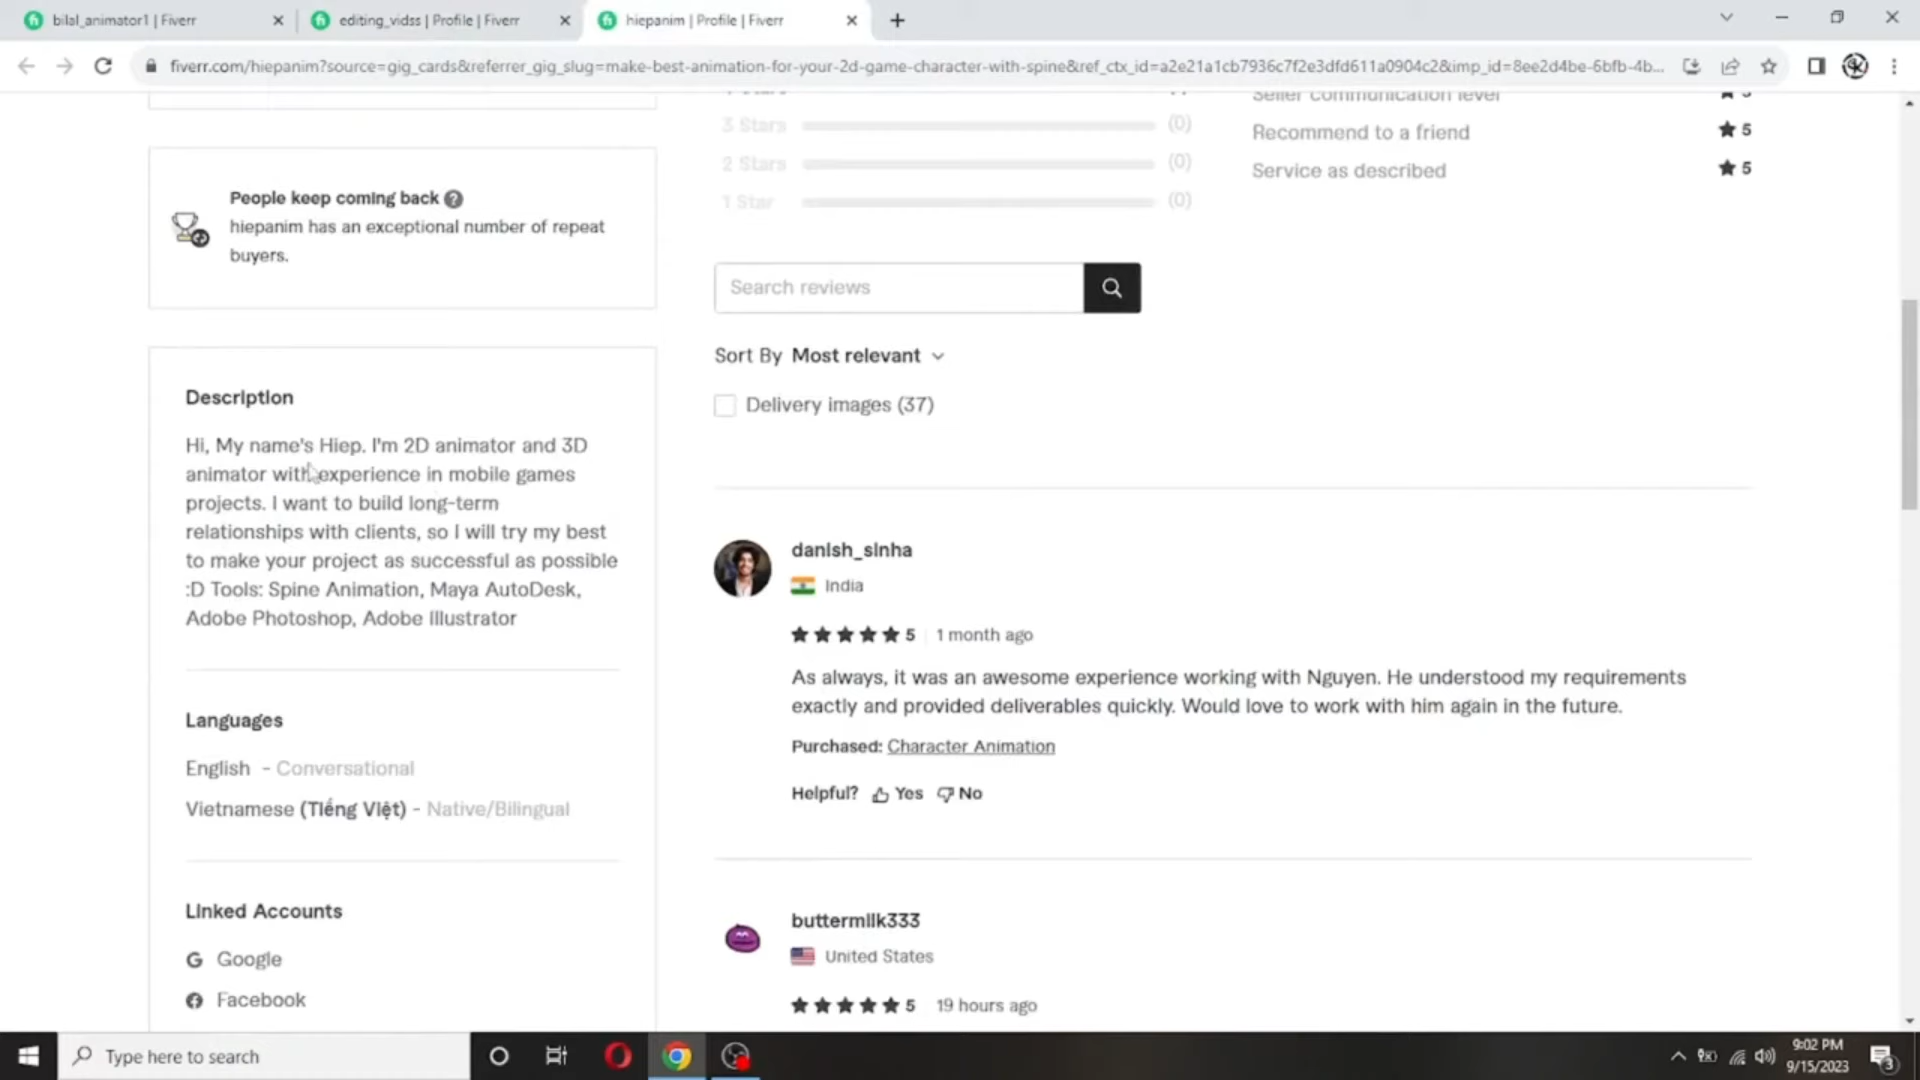 bilal_animator1 | Fiverr
editing_vidss | Profile | Fiverr
hiepanim | Profile | Fiverr
fiverr.com/hiepanim?source=gig_cards&referrer_gig_slug=make-best-animation-for-your-2d-game-character-with-spine&ref_ctx_id=a2e21a1cb7936c7f2e3dfd611a0904c2&imp_id=8ee2d4be-6bfb-4b...
People keep coming back
hiepanim has an exceptional number of repeat
buyers.
Description
Hi, My name's Hiep. I'm 2D animator and 3D
animator with experience in mobile games
projects. I want to build long-term
relationships with clients, so I will try my best
to make your project as successful as possible
:D Tools: Spine Animation, Maya AutoDesk,
Adobe Photoshop, Adobe Illustrator
Languages
English - Conversational
Vietnamese (Tiếng Việt) - Native/Bilingual
Linked Accounts
Google
Facebook
3 Stars (0)
2 Stars (0)
1 Star (0)
Seller communication level 5
Recommend to a friend 5
Service as described 5
Search reviews
Sort By Most relevant
Delivery images (37)
danish_sinha
India
5 1 month ago
As always, it was an awesome experience working with Nguyen. He understood my requirements
exactly and provided deliverables quickly. Would love to work with him again in the future.
Purchased: Character Animation
Helpful? Yes No
buttermilk333
United States
5 19 hours ago
Type here to search
9:02 PM
9/15/2023
3